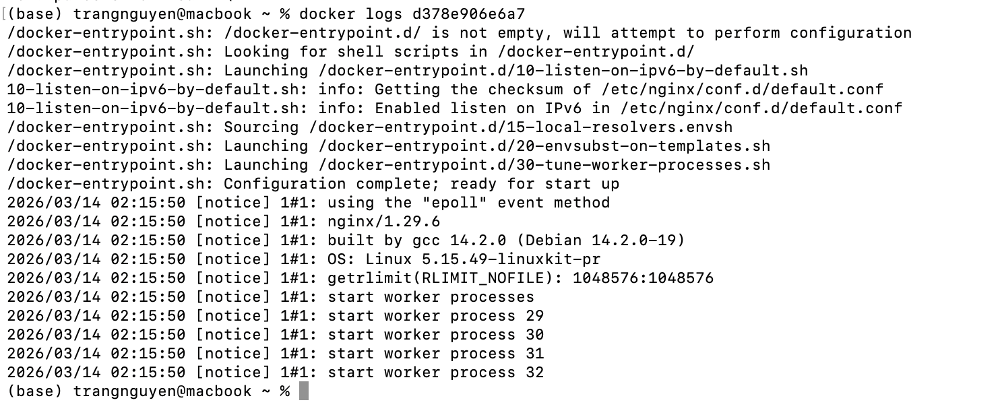 [(base) trangnguyen@macbook ~ % docker logs d378e906e6a7
/docker-entrypoint.sh: /docker-entrypoint.d/ is not empty, will attempt to perform configuration
/docker-entrypoint.sh: Looking for shell scripts in /docker-entrypoint.d/
/docker-entrypoint.sh: Launching /docker-entrypoint.d/10-listen-on-ipv6-by-default.sh
10-listen-on-ipv6-by-default.sh: info: Getting the checksum of /etc/nginx/conf.d/default.conf
10-listen-on-ipv6-by-default.sh: info: Enabled listen on IPv6 in /etc/nginx/conf.d/default.conf
/docker-entrypoint.sh: Sourcing /docker-entrypoint.d/15-local-resolvers.envsh
/docker-entrypoint.sh: Launching /docker-entrypoint.d/20-envsubst-on-templates.sh
/docker-entrypoint.sh: Launching /docker-entrypoint.d/30-tune-worker-processes.sh
/docker-entrypoint.sh: Configuration complete; ready for start up
2026/03/14 02:15:50 [notice] 1#1: using the "epoll" event method
2026/03/14 02:15:50 [notice] 1#1: nginx/1.29.6
2026/03/14 02:15:50 [notice] 1#1: built by gcc 14.2.0 (Debian 14.2.0-19)
2026/03/14 02:15:50 [notice] 1#1: OS: Linux 5.15.49-linuxkit-pr
2026/03/14 02:15:50 [notice] 1#1: getrlimit(RLIMIT_NOFILE): 1048576:1048576
2026/03/14 02:15:50 [notice] 1#1: start worker processes
2026/03/14 02:15:50 [notice] 1#1: start worker process 29
2026/03/14 02:15:50 [notice] 1#1: start worker process 30
2026/03/14 02:15:50 [notice] 1#1: start worker process 31
2026/03/14 02:15:50 [notice] 1#1: start worker process 32
(base) trangnguyen@macbook ~ %